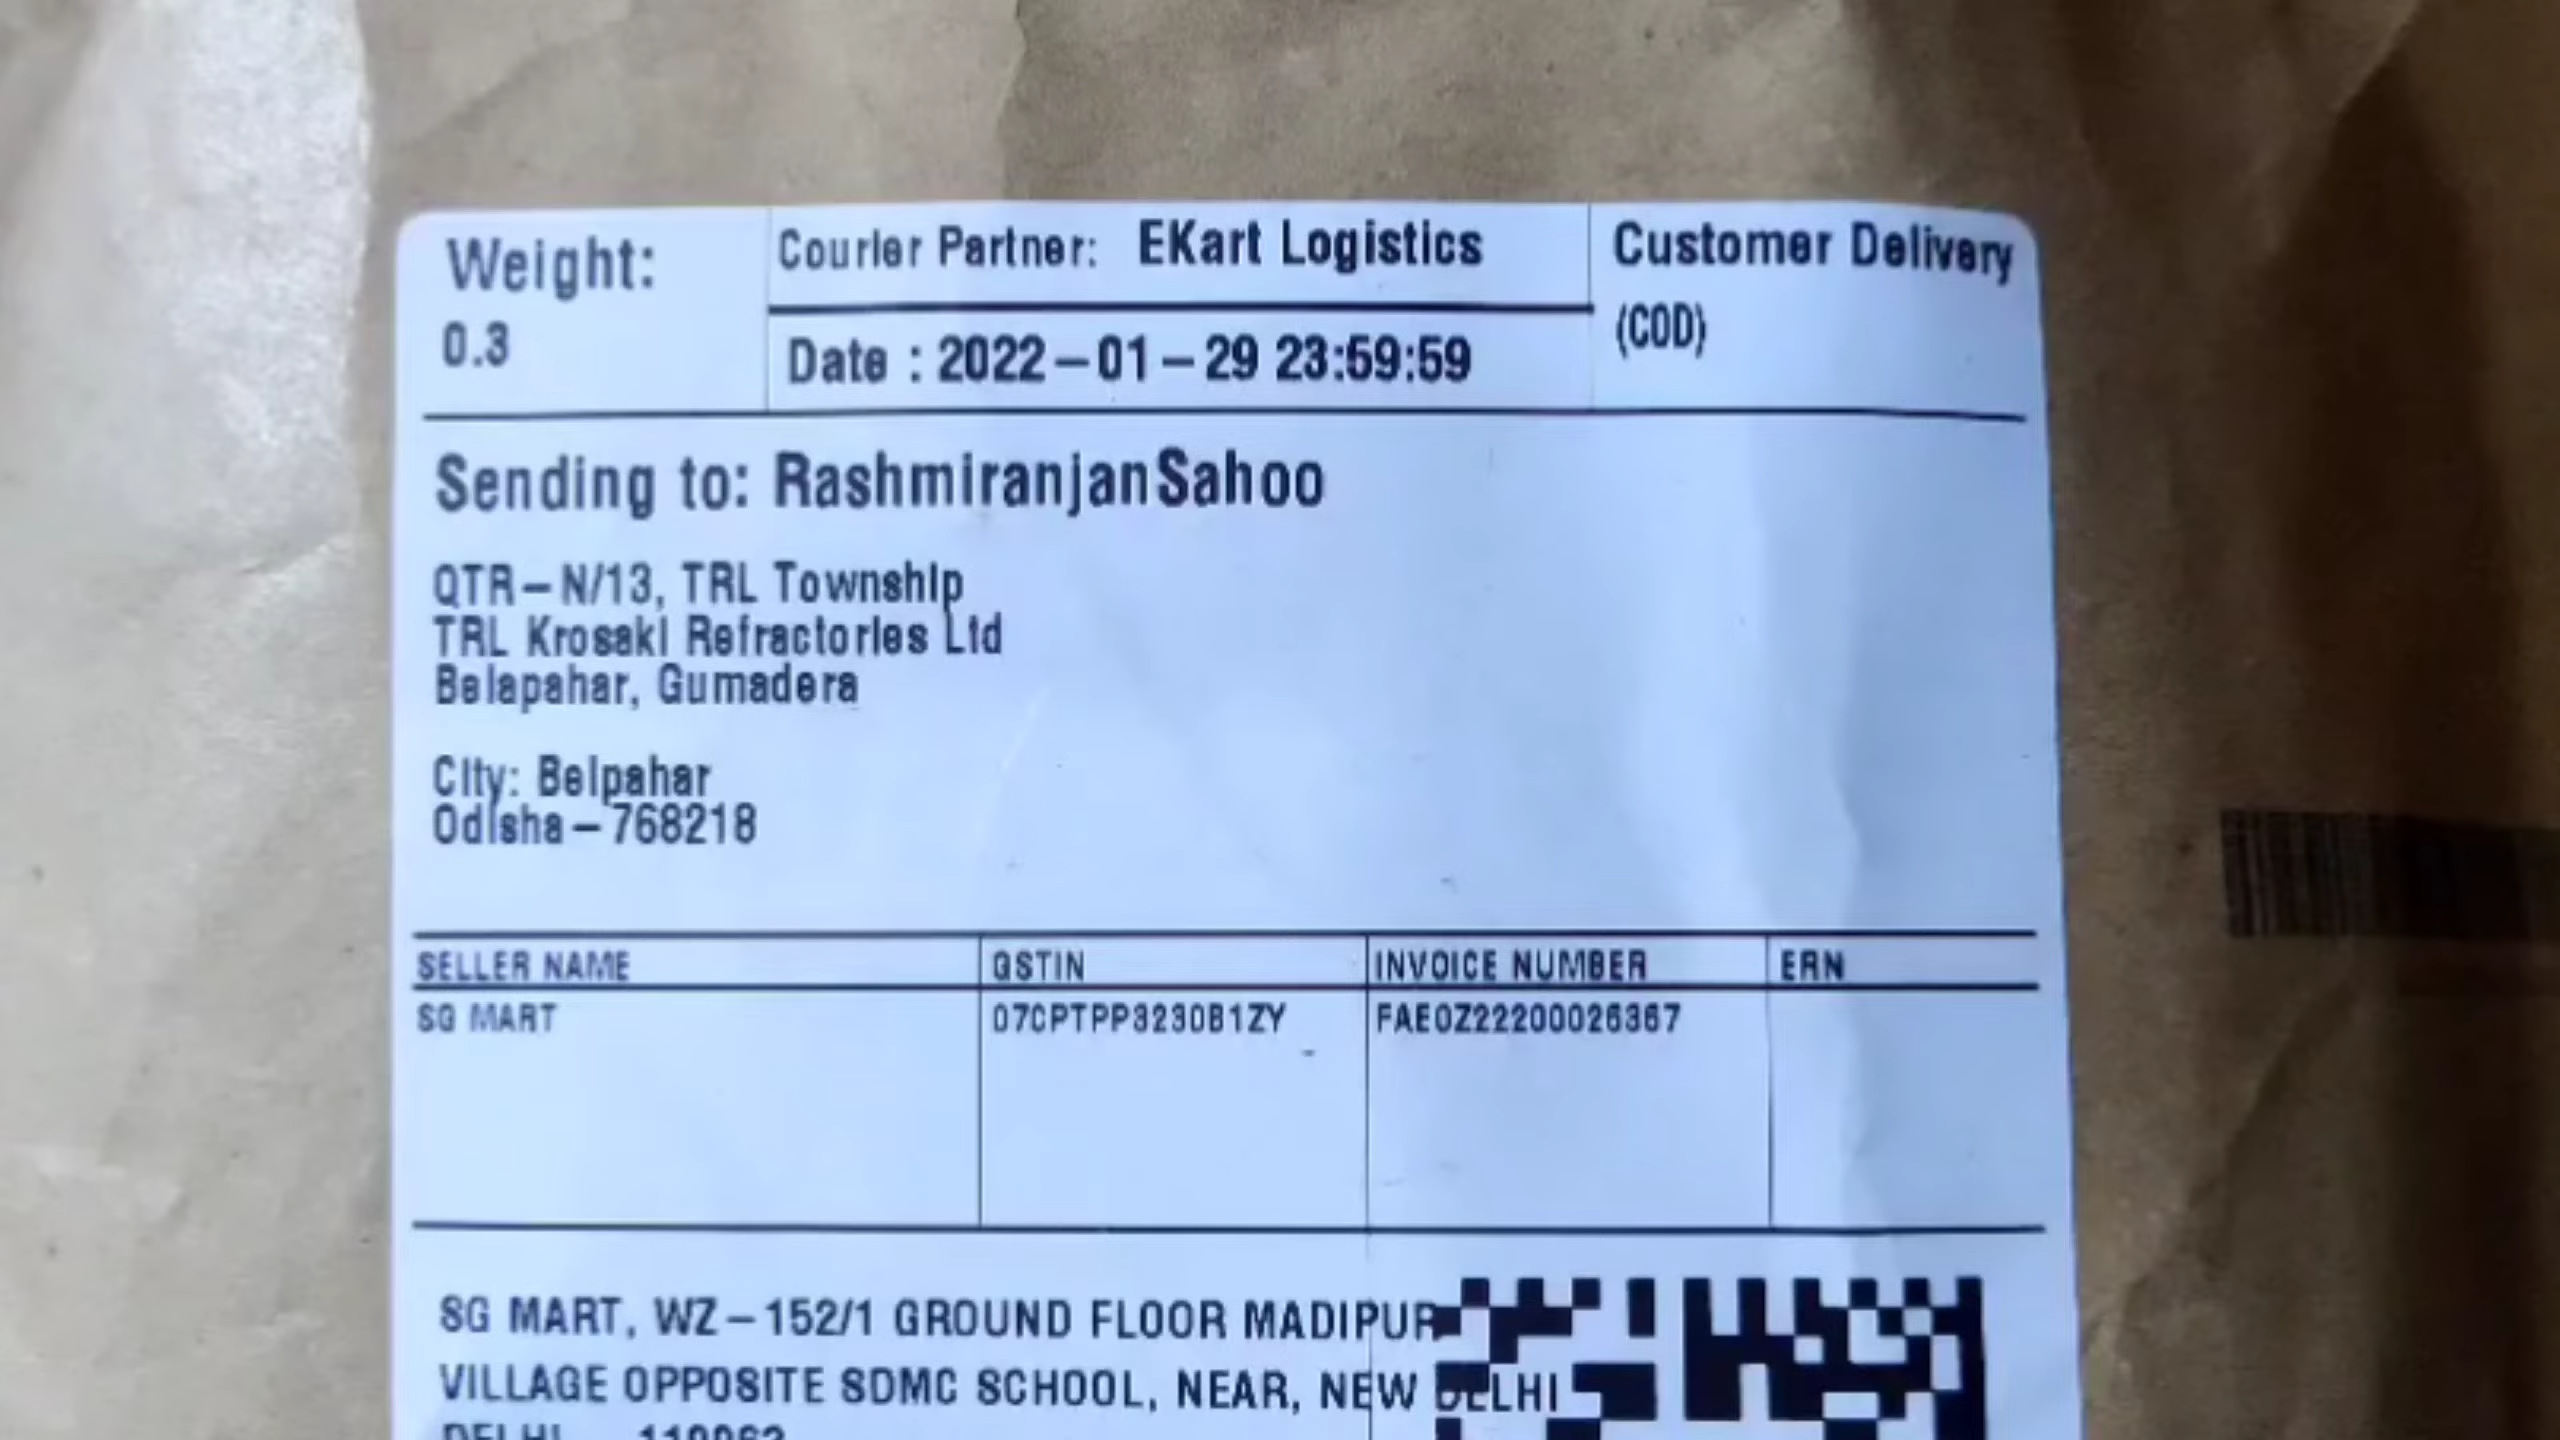 Weight:
0.3
Courier Partner: EKart Logistics
Date : 2022-01-29 23:59:59
Customer Delivery
(COD)
Sending to: RashmiranjanSahoo
QTR-N/13, TRL Township
TRL Krosaki Refractories Ltd
Belapahar, Gumadera
City: Belpahar
Odisha-768218
SELLER NAME GSTIN INVOICE NUMBER ERN
SG MART 07CPTPP3230B1ZY FAEOZ22200026367
SG MART, WZ-152/1 GROUND FLOOR MADIPUR
VILLAGE OPPOSITE SDMC SCHOOL, NEAR, NEW DELHI
DELHI